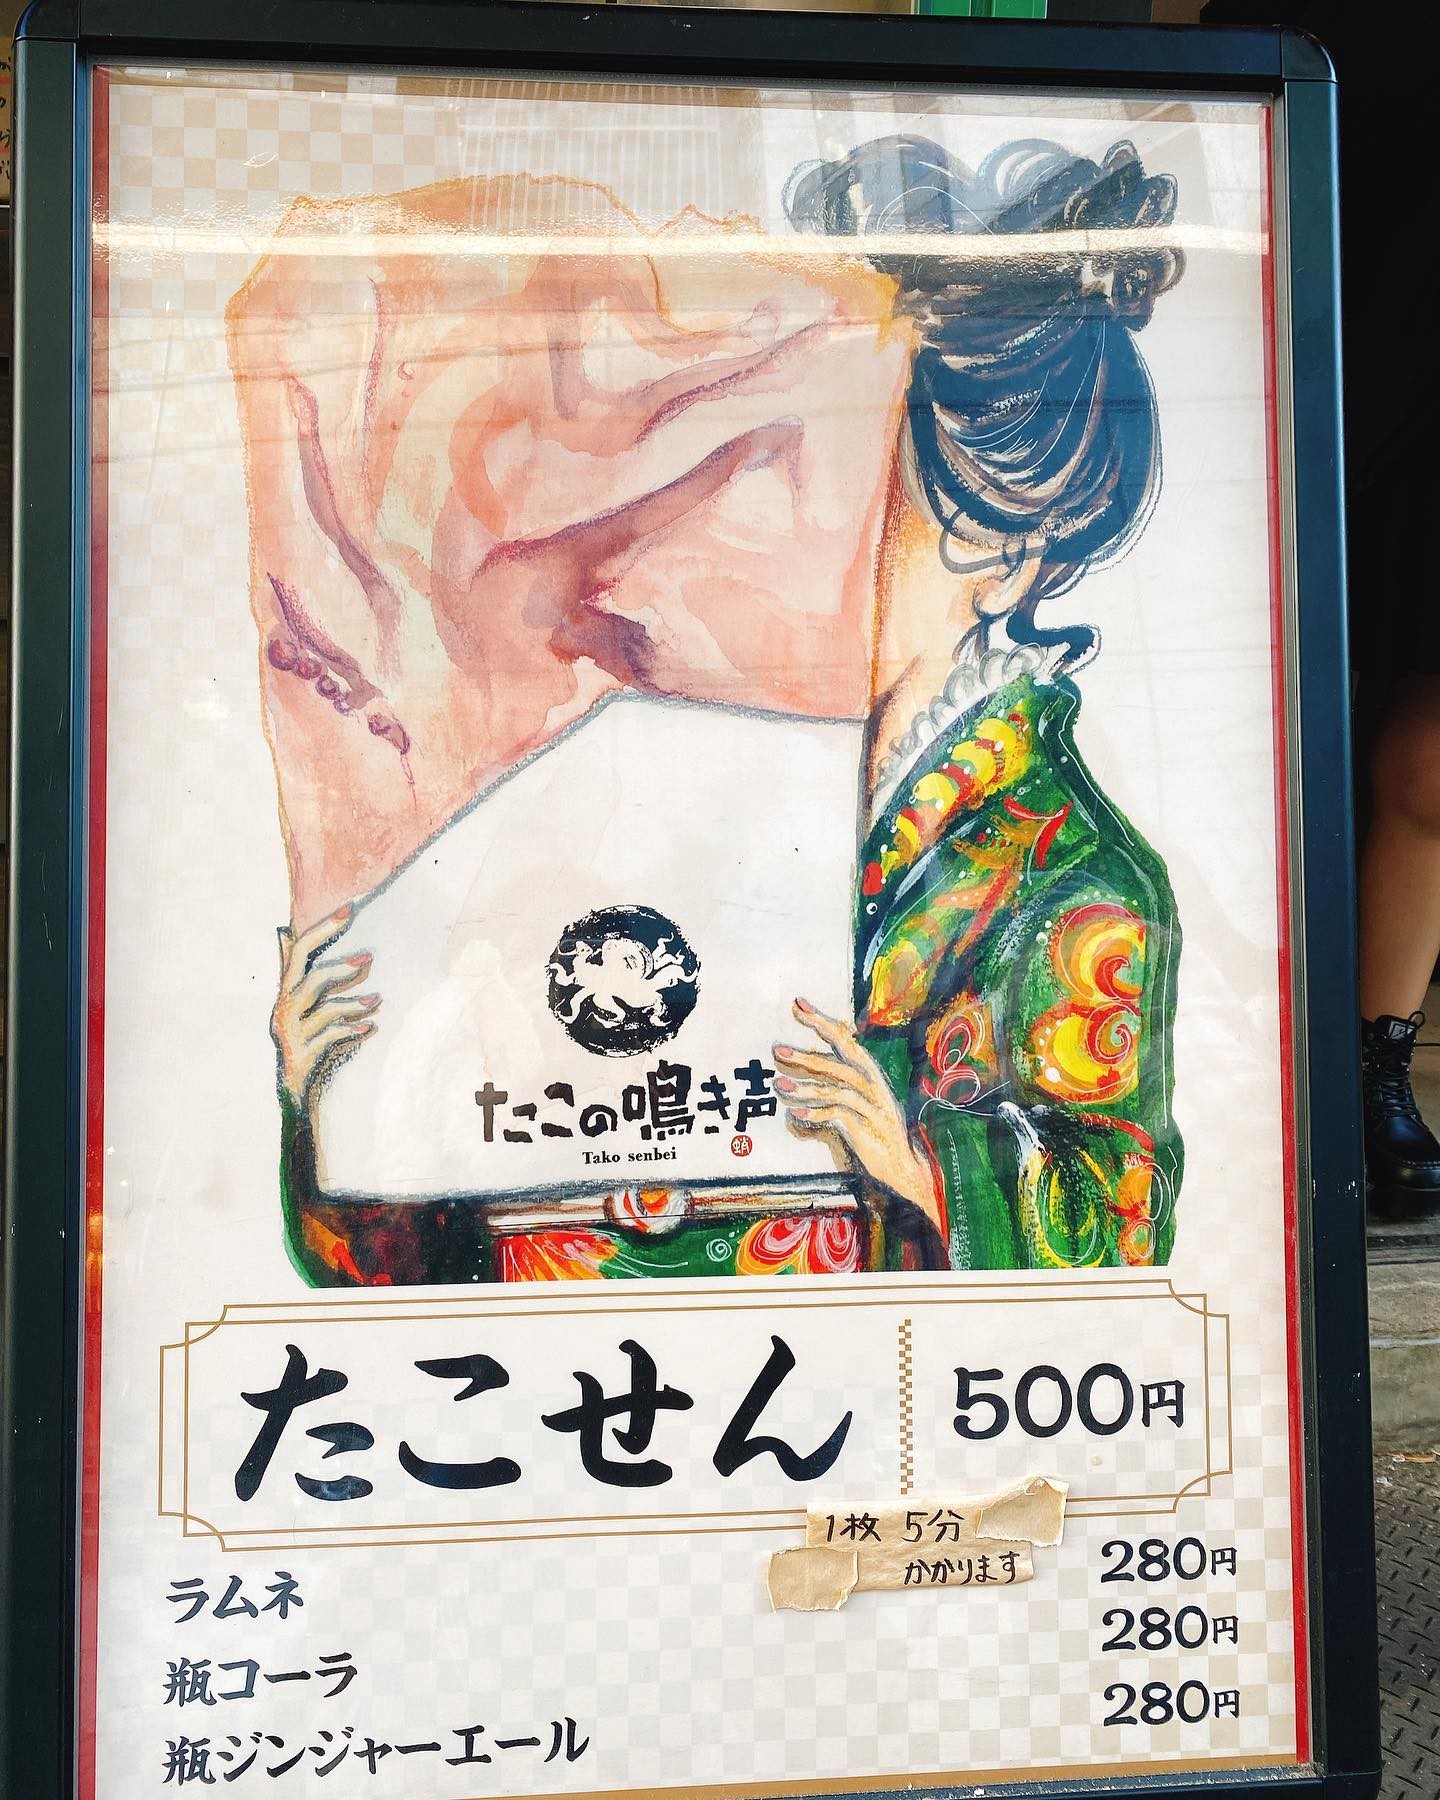 たこの鳴き声
Tako senbei
蛸
たこせん 500円
1枚 5分
かかります
ラムネ 280円
瓶コーラ 280円
瓶ジンジャーエール 280円